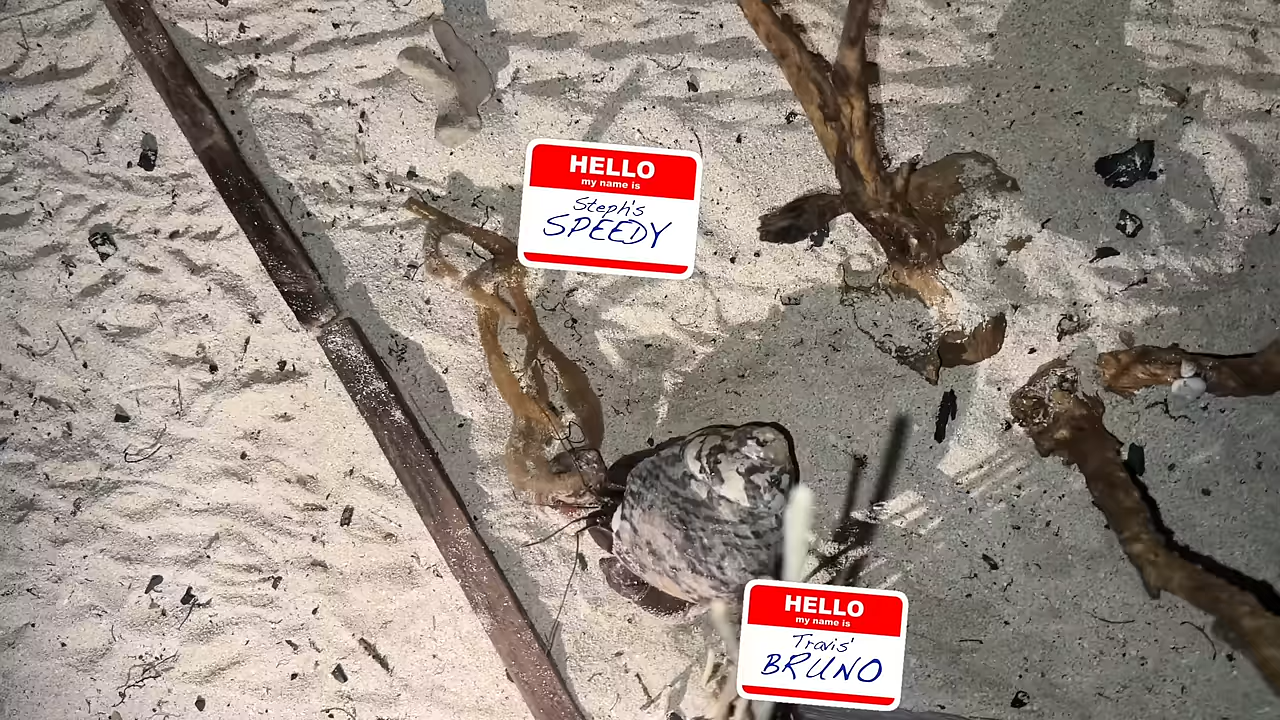 HELLO
my name is
Steph's
SPEEDY
HELLO
my name is
Travis'
BRUNO